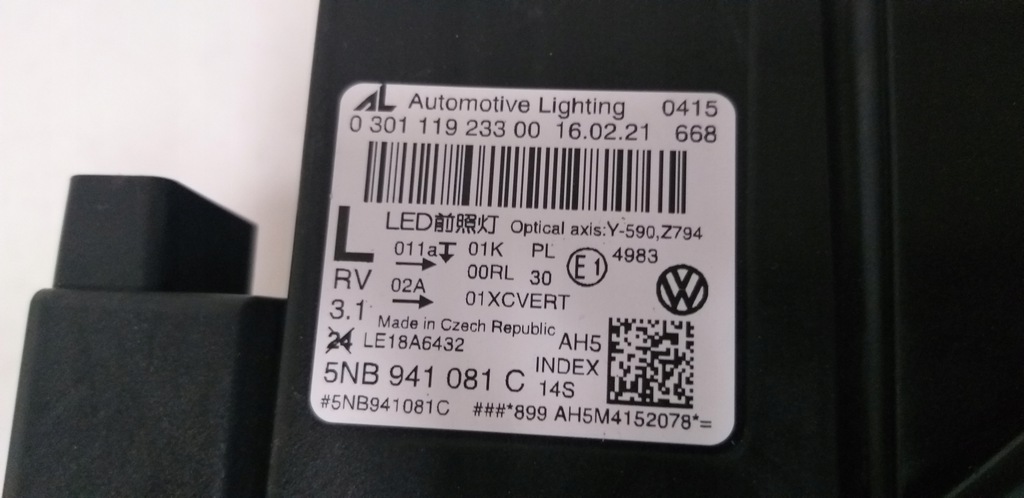 AL Automotive Lighting 0415
0 301 119 233 00 16.02.21 668
LED前照灯 Optical axis:Y-590,Z794
L 011a 01K PL E1 4983
RV 00RL 30
02A 01XCVERT
3.1 Made in Czech Republic
24 LE18A6432 AH5
INDEX
5NB 941 081 C 14S
#5NB941081C ###*899 AH5M4152078*=